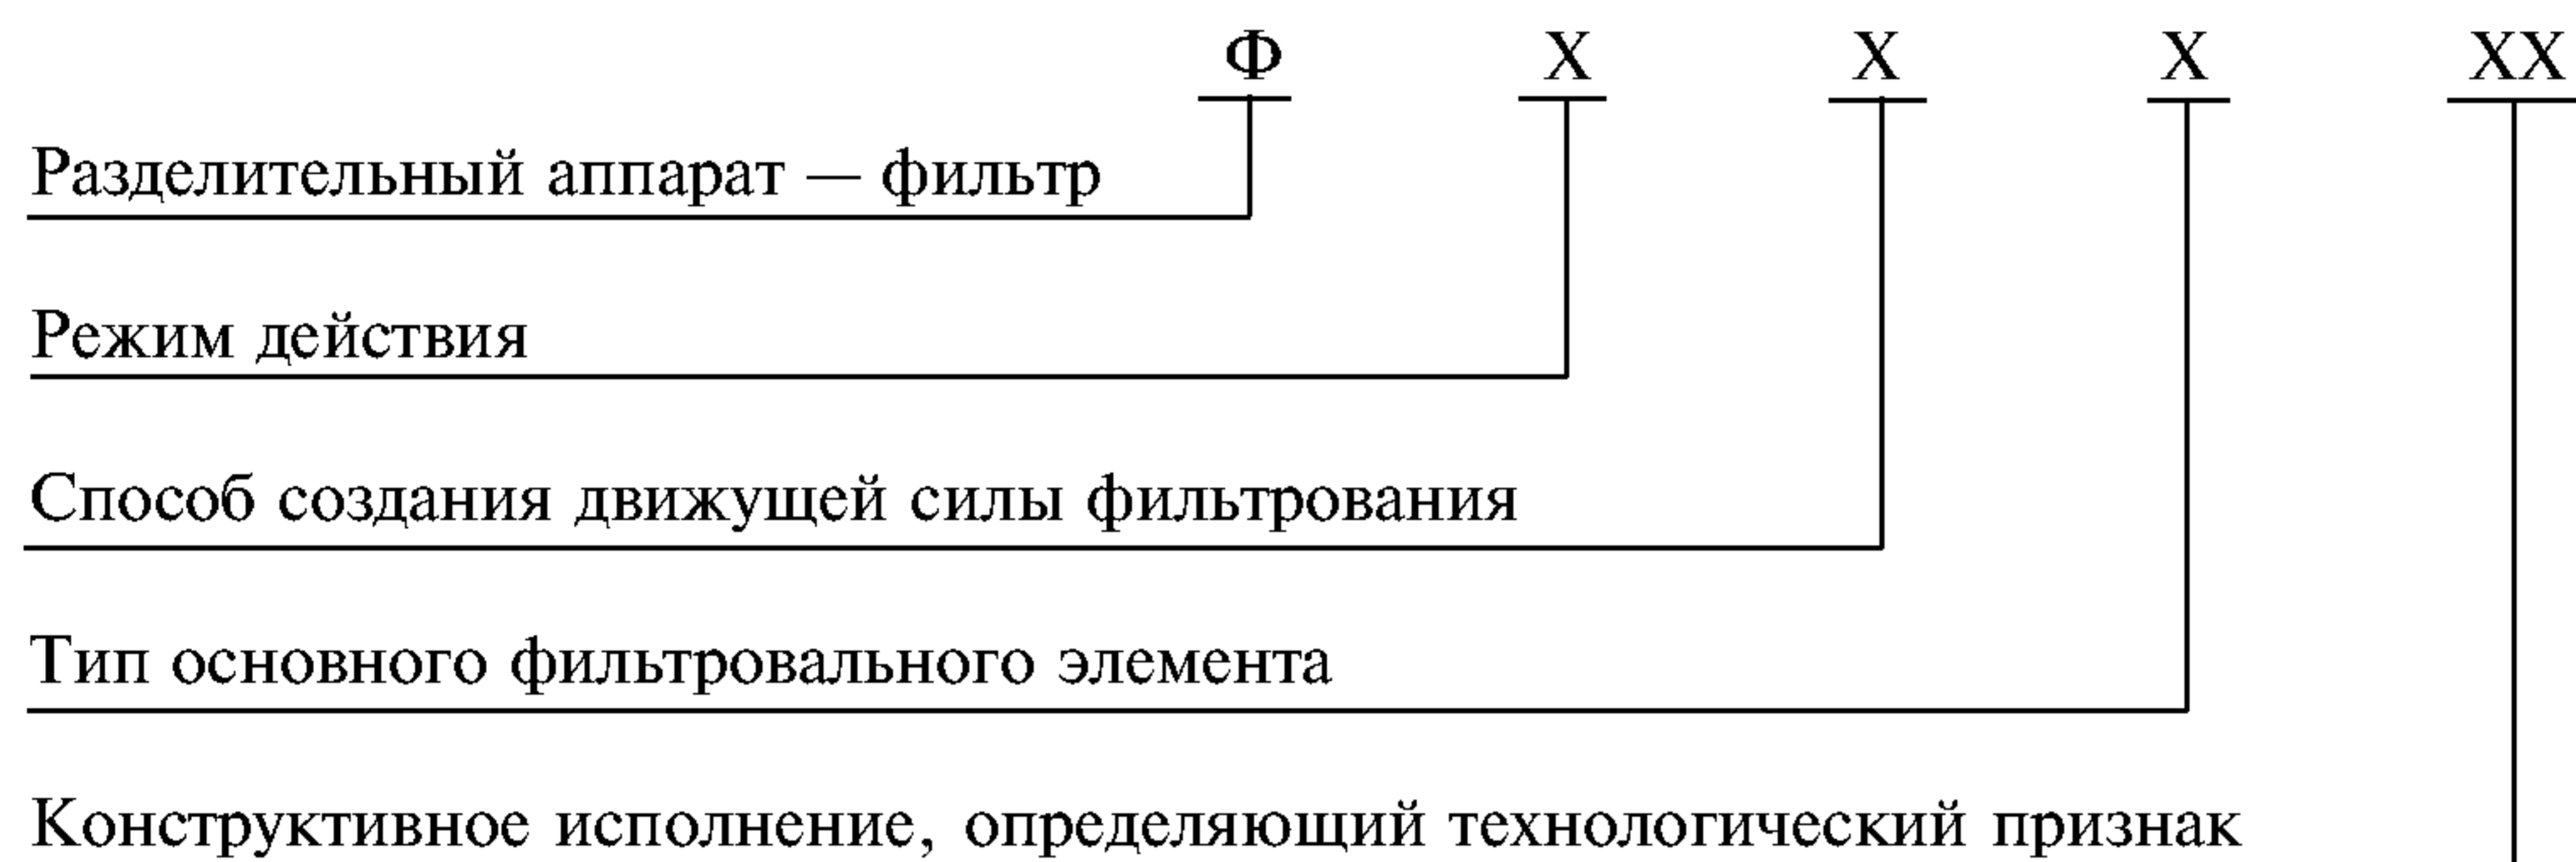 Ф Х Х Х ХХ
Разделительный аппарат — фильтр
Режим действия
Способ создания движущей силы фильтрования
Тип основного фильтровального элемента
Конструктивное исполнение, определяющий технологический признак